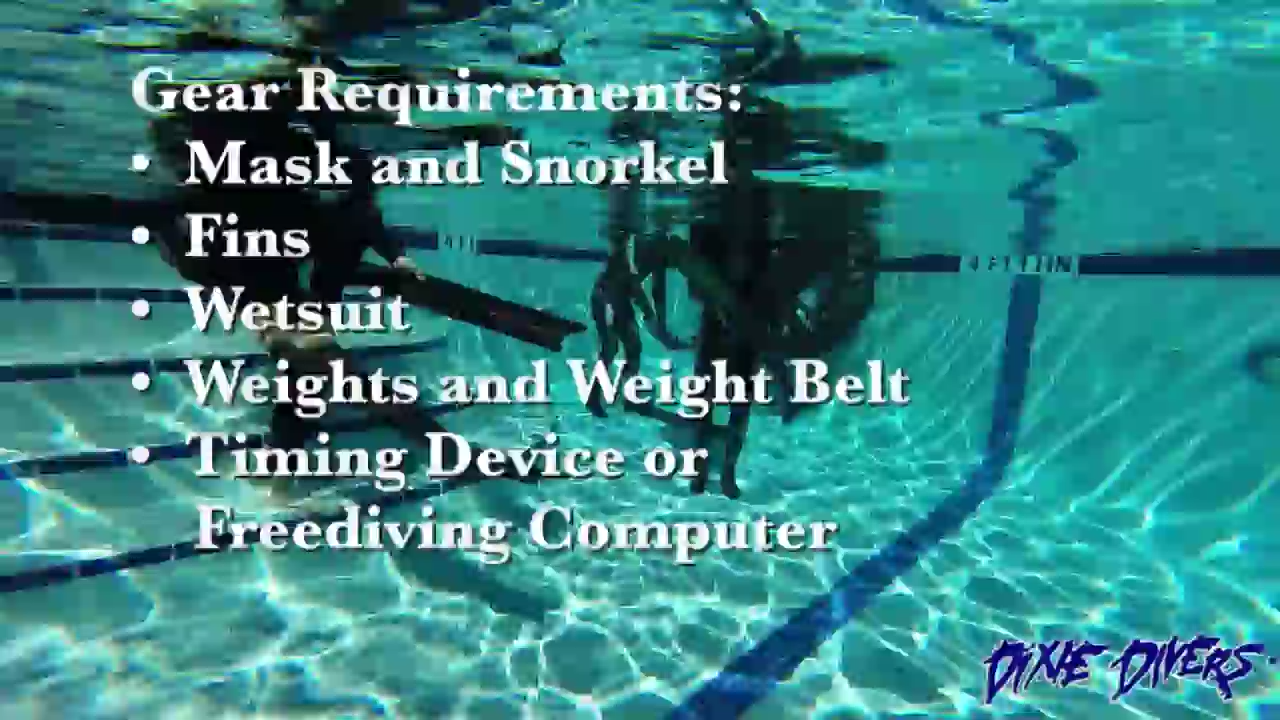 Gear Requirements:
• Mask and Snorkel
• Fins
• Wetsuit
• Weights and Weight Belt
• Timing Device or
Freediving Computer
DIXIE DIVERS